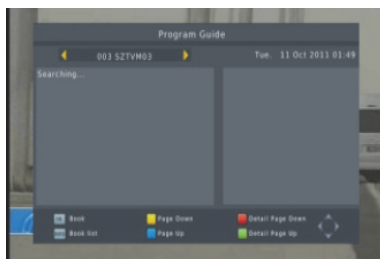 Program Guide
003 SZTVM03
Tue. 11 Oct 2011 01:49
Searching...
Book
Page Down
Detail Page Down
Book list
Page Up
Detail Page Up